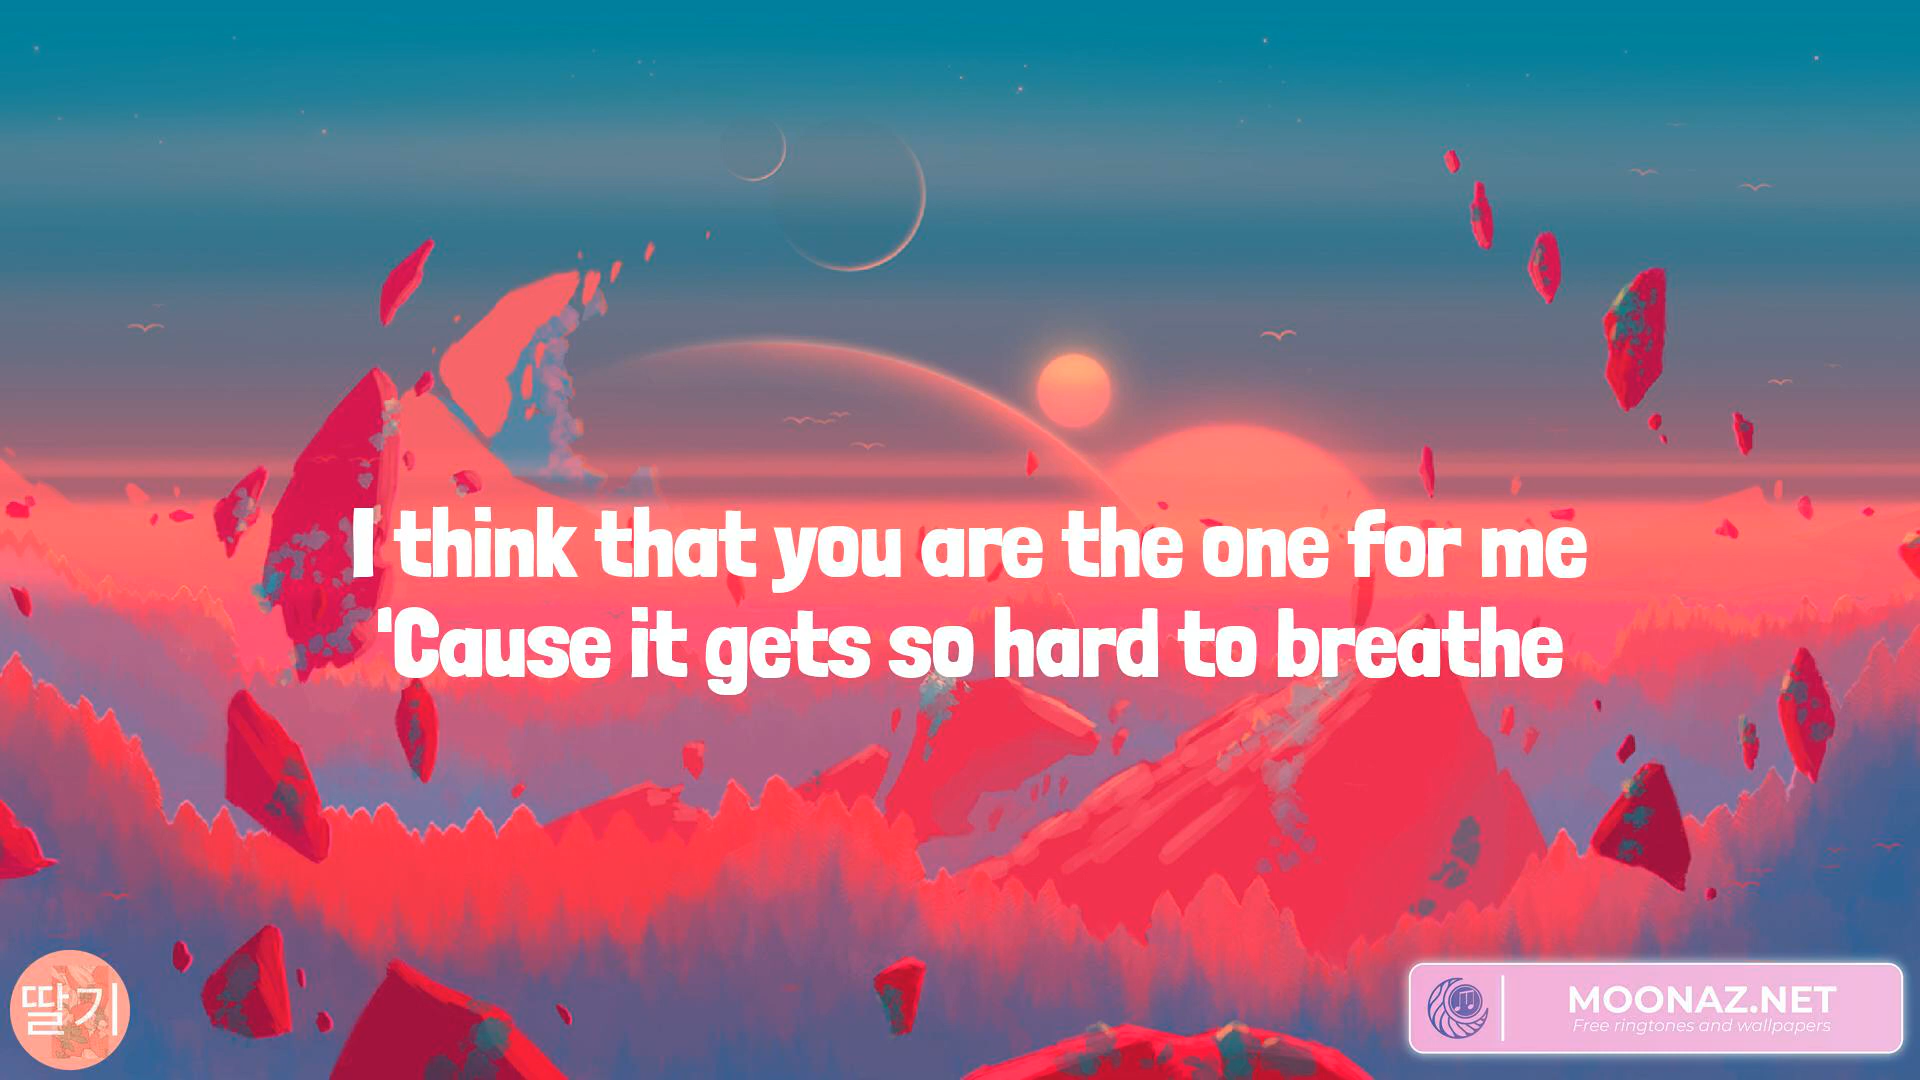 I think that you are the one for me
'Cause it gets so hard to breathe
딸기
MOONAZ.NET
Free ringtones and wallpapers